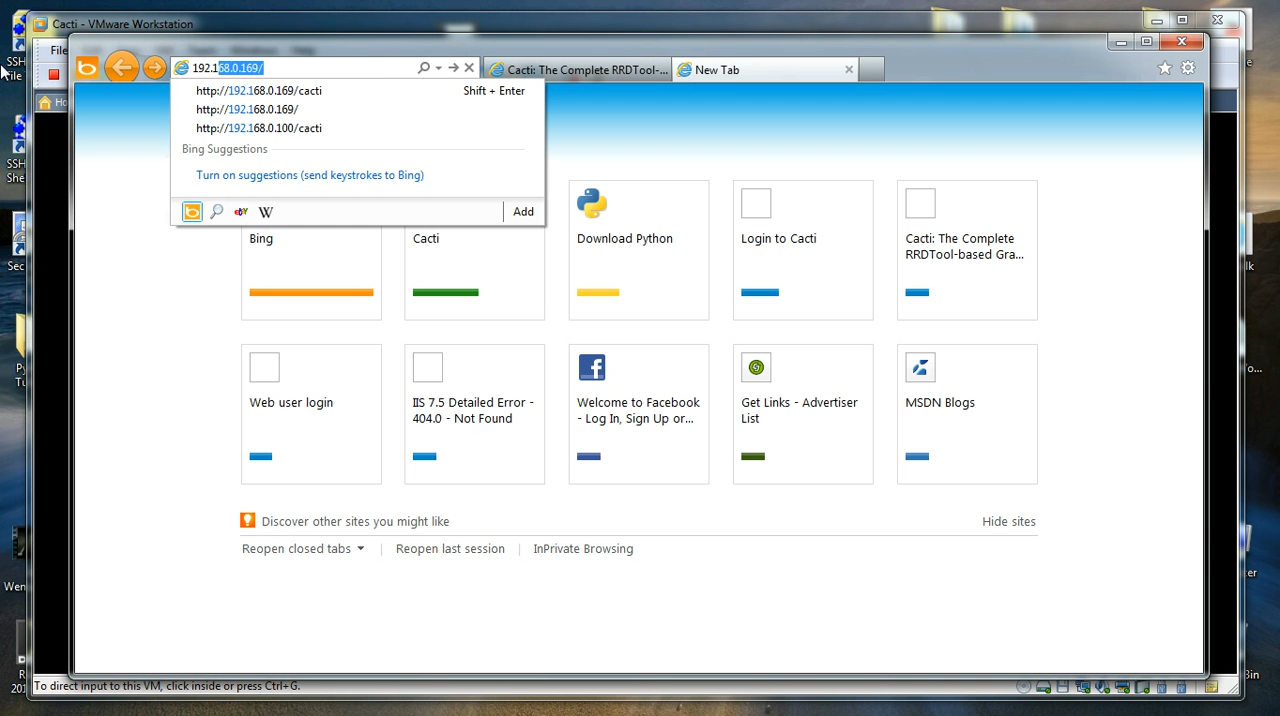 Cacti - VMware Workstation
File
192.168.0.169/
Cacti: The Complete RRDTool-...
New Tab
http://192.168.0.169/cacti
Shift + Enter
http://192.168.0.169/
http://192.168.0.100/cacti
Bing Suggestions
Turn on suggestions (send keystrokes to Bing)
Add
Bing
Cacti
Download Python
Login to Cacti
Cacti: The Complete
RRDTool-based Gra...
Web user login
IIS 7.5 Detailed Error -
404.0 - Not Found
Welcome to Facebook
- Log In, Sign Up or...
Get Links - Advertiser
List
MSDN Blogs
Discover other sites you might like
Hide sites
Reopen closed tabs
Reopen last session
InPrivate Browsing
To direct input to this VM, click inside or press Ctrl+G.